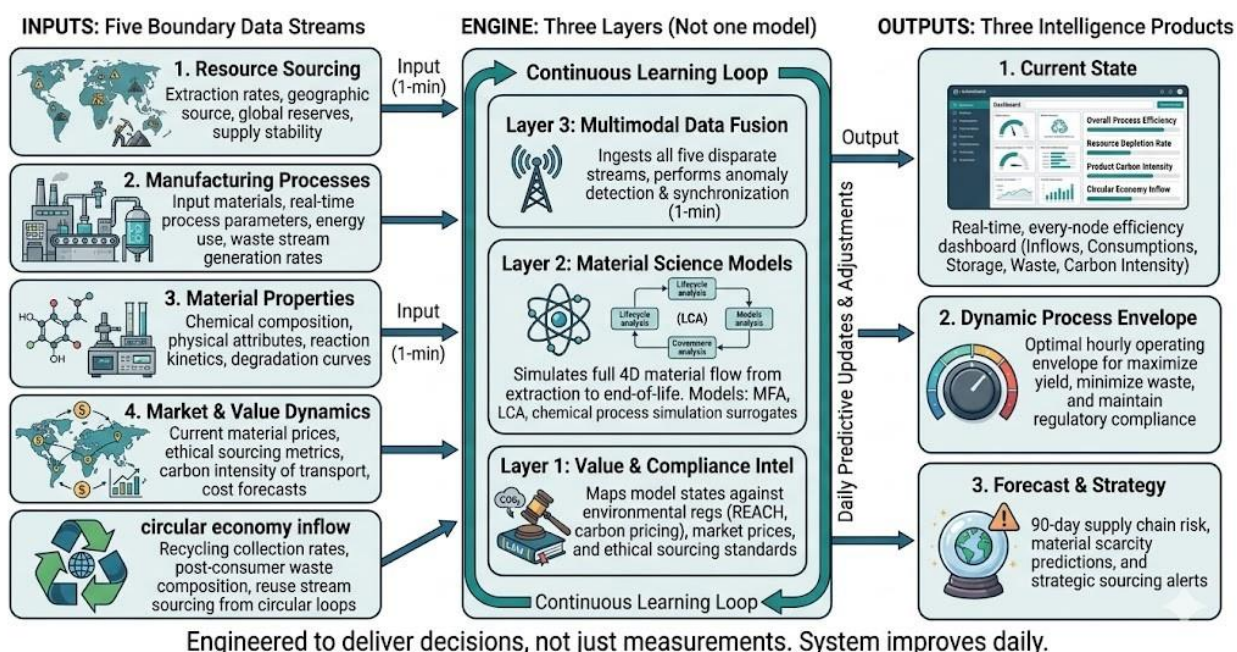 INPUTS: Five Boundary Data Streams
1. Resource Sourcing
Extraction rates, geographic
source, global reserves,
supply stability
2. Manufacturing Processes
Input materials, real-time
process parameters, energy
use, waste stream
generation rates
HO
OH
3. Material Properties
Chemical composition,
physical attributes, reaction
kinetics, degradation curves
4. Market & Value Dynamics
Current material prices,
ethical sourcing metrics,
carbon intensity of transport,
cost forecasts
circular economy inflow
Recycling collection rates,
post-consumer waste
composition, reuse stream
sourcing from circular loops
Input
(1-min)
Input
(1-min)
ENGINE: Three Layers (Not one model)
Continuous Learning Loop
Layer 3: Multimodal Data Fusion
Ingests all five disparate
streams, performs anomaly
detection & synchronization
(1-min)
Layer 2: Material Science Models
Lifecycle
analysis
Lifecycle
analysis
(LCA)
Models
analysis
Covemnere
analysis
Simulates full 4D material flow from
extraction to end-of-life. Models: MFA,
LCA, chemical process simulation surrogates
Layer 1: Value & Compliance Intel
Maps model states against
environmental regs (REACH,
carbon pricing), market prices,
and ethical sourcing standards
Continuous Learning Loop
Output
Daily Predictive Updates & Adjustments
OUTPUTS: Three Intelligence Products
1. Current State
Dashboard
Overall Process Efficiency
Resource Depletion Rate
Product Carbon Intensity
Circular Economy Inflow
Real-time, every-node efficiency
dashboard (Inflows, Consumptions,
Storage, Waste, Carbon Intensity)
2. Dynamic Process Envelope
Optimal hourly operating
envelope for maximize
yield, minimize waste,
and maintain
regulatory compliance
3. Forecast & Strategy
90-day supply chain risk,
material scarcity
predictions, and
strategic sourcing alerts
Engineered to deliver decisions, not just measurements. System improves daily.